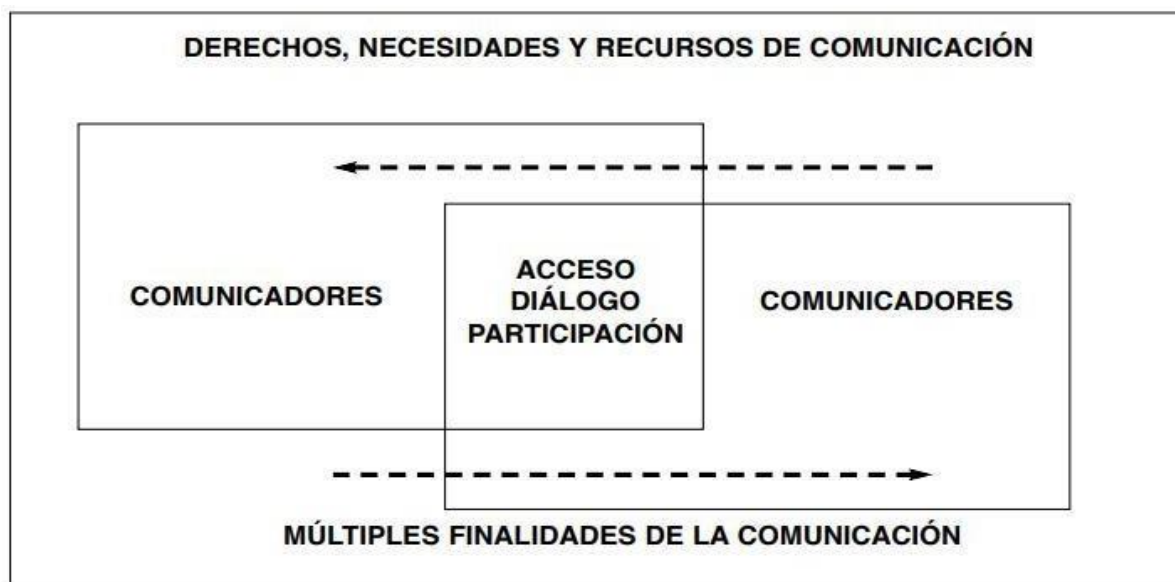 DERECHOS, NECESIDADES Y RECURSOS DE COMUNICACIÓN
COMUNICADORES
ACCESO
DIÁLOGO
PARTICIPACIÓN
COMUNICADORES
MÚLTIPLES FINALIDADES DE LA COMUNICACIÓN